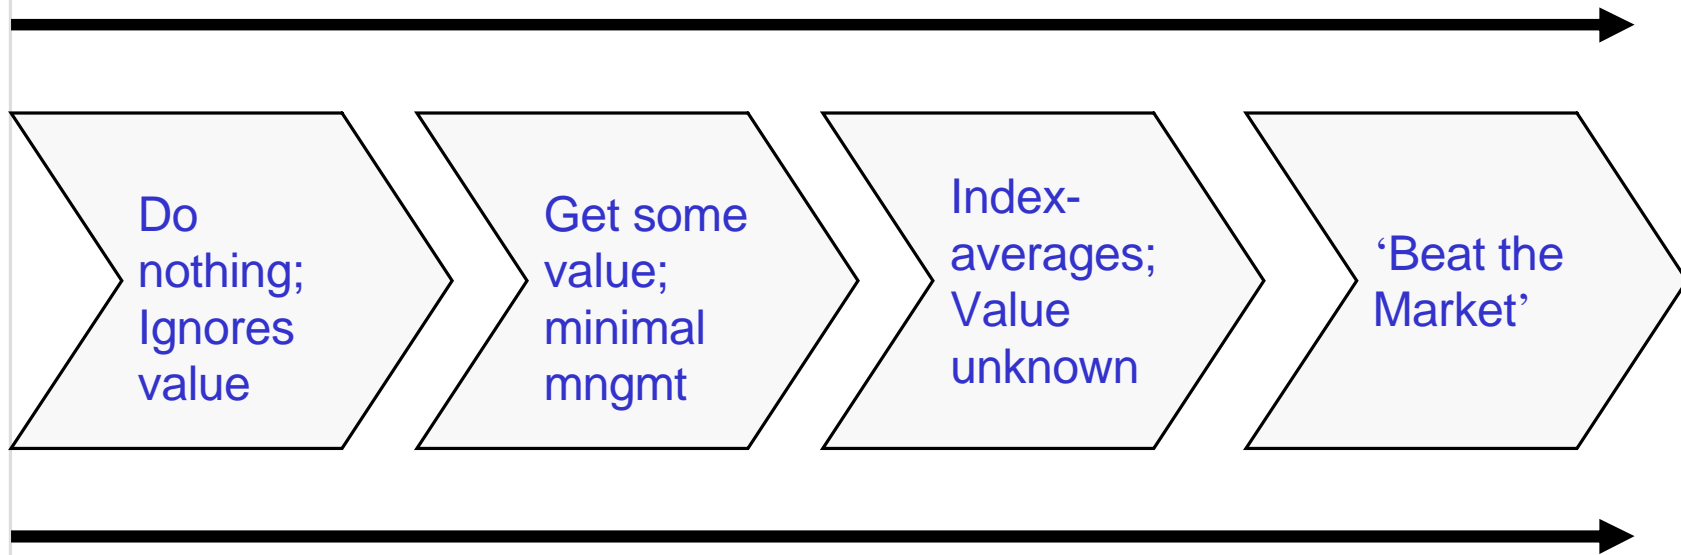 Do
nothing;
Ignores
value
Get some
value;
minimal
mngmt
Index-
averages;
Value
unknown
‘Beat the
Market’